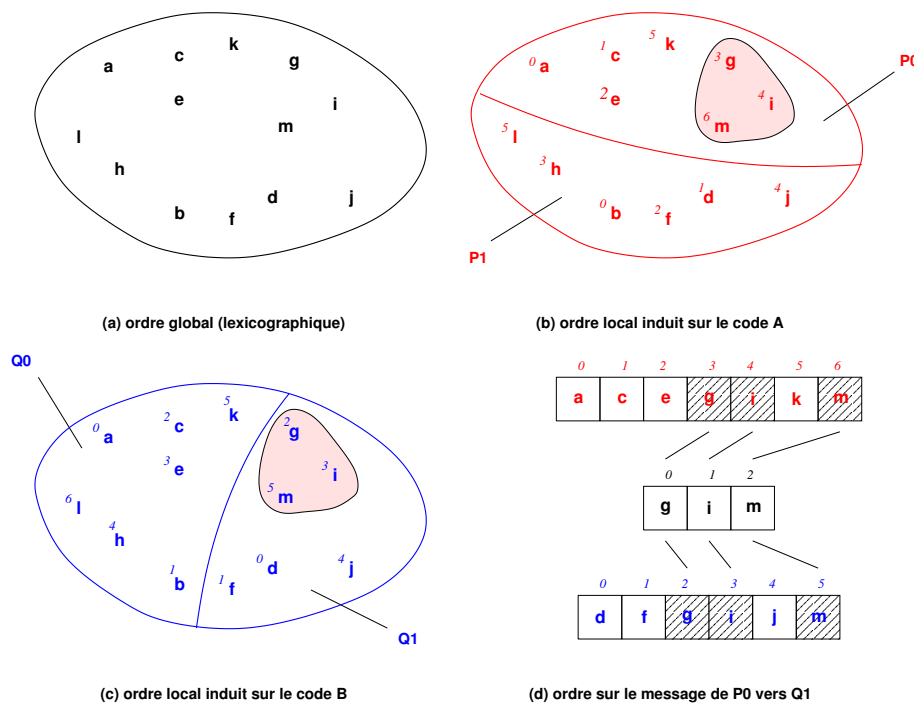 k
c
g
a
e
i
m
l
h
d
j
b
f
(a) ordre global (lexicographique)
5 k
1 c
3 g
0 a
P0
2 e
4 i
6 m
5 l
3 h
1 d
4 j
0 b
2 f
P1
(b) ordre local induit sur le code A
Q0
5 k
2 c
2 g
0 a
3 e
3 i
5 m
6 l
4 h
0 d
4 j
1 b
1 f
Q1
(c) ordre local induit sur le code B
0 1 2 3 4 5 6
a c e g i k m
0 1 2
g i m
0 1 2 3 4 5
d f g i j m
(d) ordre sur le message de P0 vers Q1